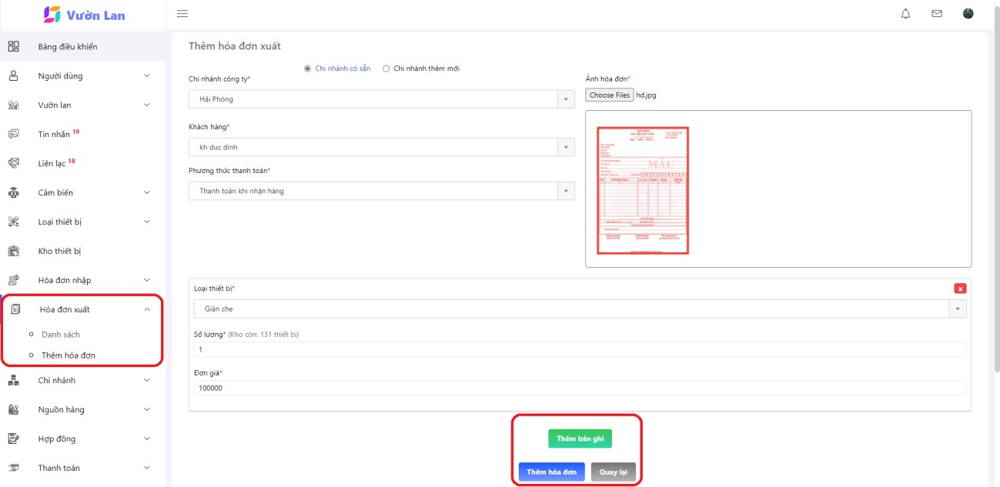 Vườn Lan
Bảng điều khiển
Người dùng
Vườn lan
Tin nhắn 19
Liên lạc 18
Cảm biến
Loại thiết bị
Kho thiết bị
Hóa đơn nhập
Hóa đơn xuất
Danh sách
Thêm hóa đơn
Chi nhánh
Nguồn hàng
Hợp đồng
Thanh toán
Thêm hóa đơn xuất
Chi nhánh có sẵn
Chi nhánh thêm mới
Chi nhánh công ty*
Hải Phòng
Khách hàng*
kh duc dinh
Phương thức thanh toán*
Thanh toán khi nhận hàng
Ảnh hóa đơn*
Choose Files hd.jpg
MẪU
Loại thiết bị*
x
Giàn che
Số lượng* (Kho còn: 131 thiết bị)
1
Đơn giá*
100000
Thêm bản ghi
Thêm hóa đơn
Quay lại